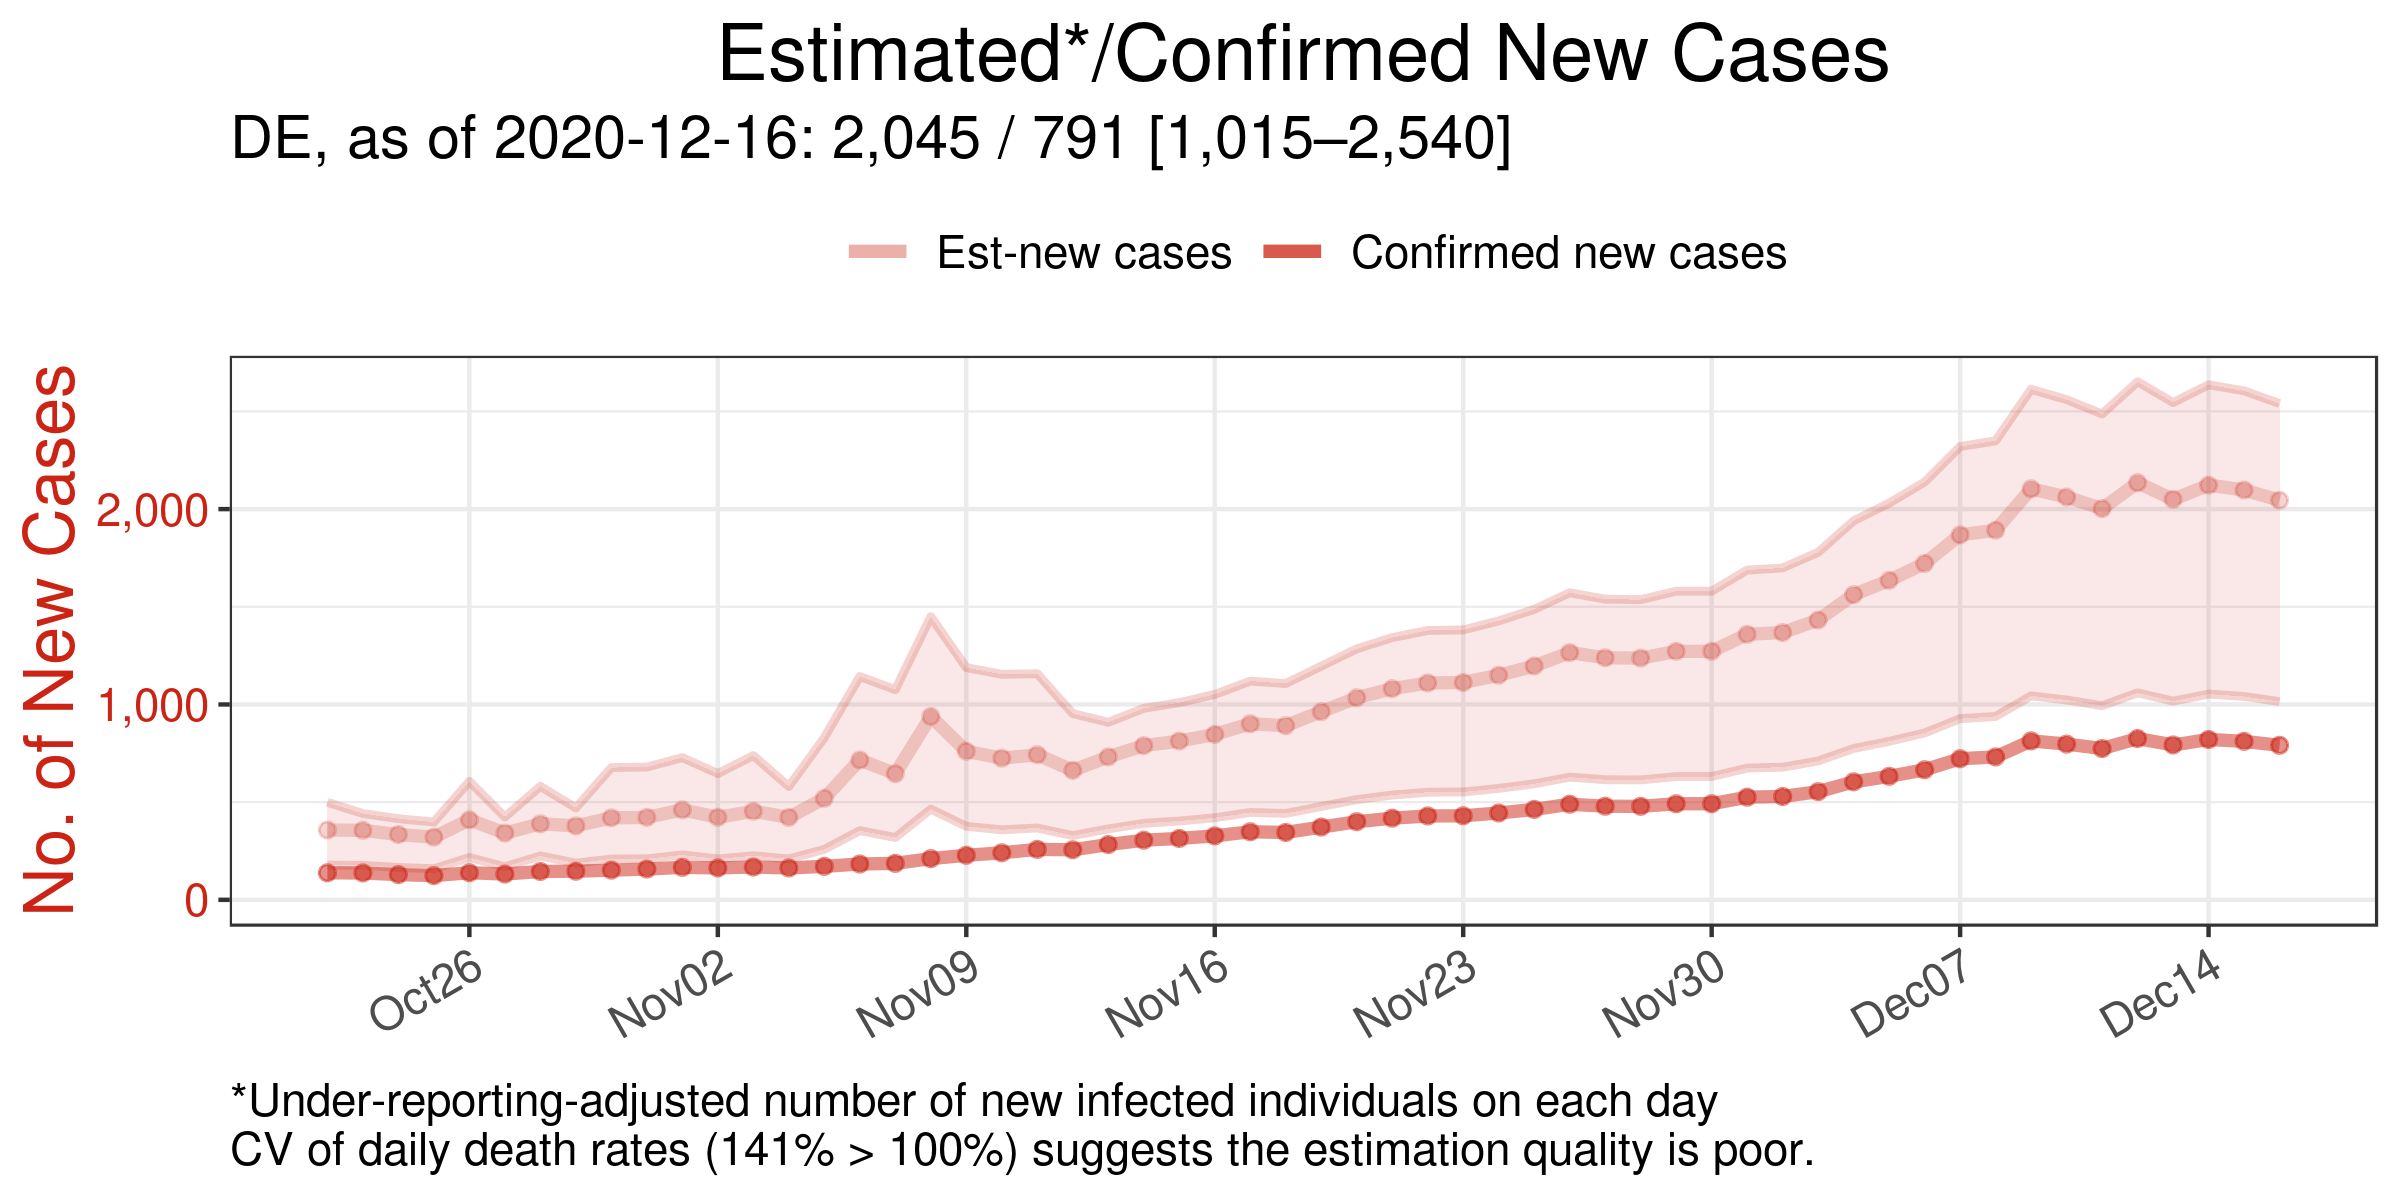 Estimated*/Confirmed New Cases
DE, as of 2020-12-16: 2,045 / 791 [1,015–2,540]
Est-new cases
Confirmed new cases
No. of New Cases
2,000
1,000
0
Oct26
Nov02
Nov09
Nov16
Nov23
Nov30
Dec07
Dec14
*Under-reporting-adjusted number of new infected individuals on each day
CV of daily death rates (141% > 100%) suggests the estimation quality is poor.